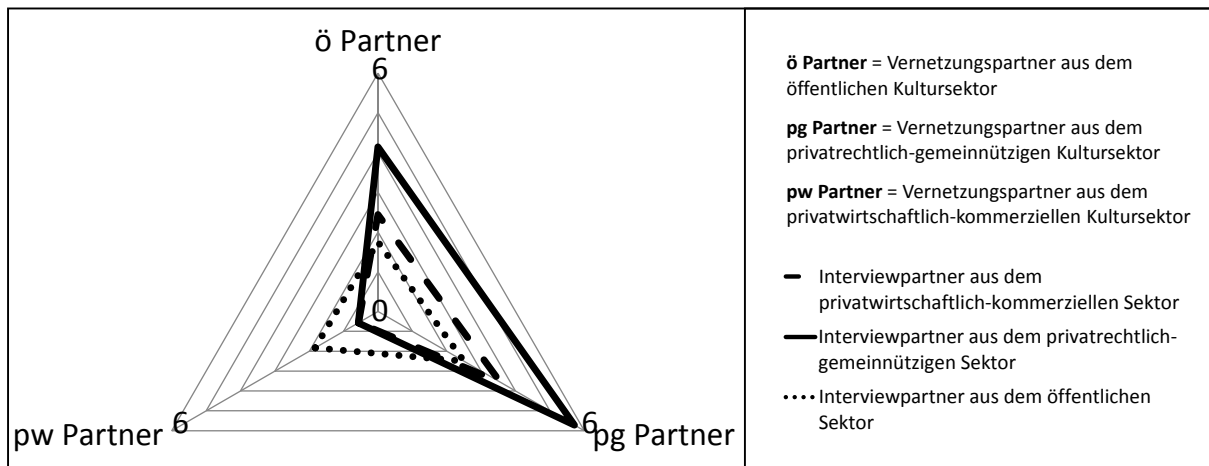 ö Partner
6
0
pw Partner
6
6
pg Partner
ö Partner = Vernetzungspartner aus dem
öffentlichen Kultursektor
pg Partner = Vernetzungspartner aus dem
privatrechtlich-gemeinnützigen Kultursektor
pw Partner = Vernetzungspartner aus dem
privatwirtschaftlich-kommerziellen Kultursektor
Interviewpartner aus dem
privatwirtschaftlich-kommerziellen Sektor
Interviewpartner aus dem privatrechtlich-
gemeinnützigen Sektor
Interviewpartner aus dem öffentlichen
Sektor